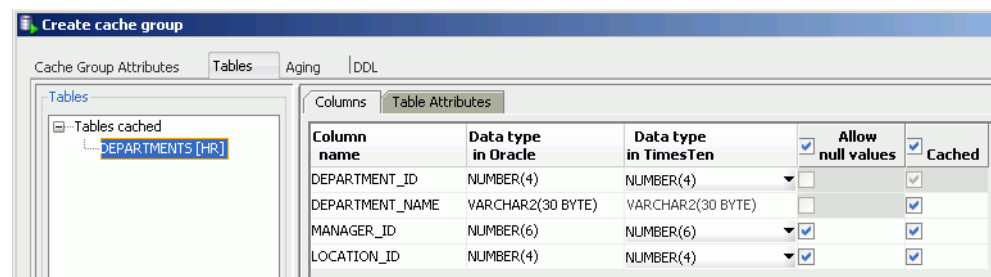 Create cache group
Cache Group Attributes Tables Aging DDL
Tables
Tables cached
DEPARTMENTS [HR]
Columns Table Attributes
Column name Data type in Oracle Data type in TimesTen Allow null values Cached
DEPARTMENT_ID NUMBER(4) NUMBER(4)
DEPARTMENT_NAME VARCHAR2(30 BYTE) VARCHAR2(30 BYTE)
MANAGER_ID NUMBER(6) NUMBER(6)
LOCATION_ID NUMBER(4) NUMBER(4)